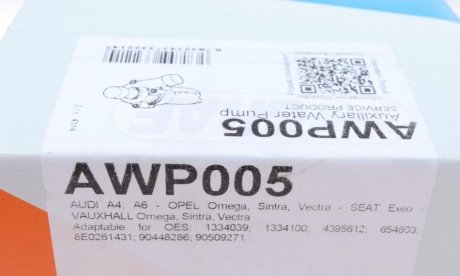 Auxiliary Water Pump
SERVICE PRODUCT
AWP005
AWP005
AUDI A4, A6 - OPEL Omega, Sintra, Vectra - SEAT Exeo -
VAUXHALL Omega, Sintra, Vectra
Adaptable for OES: 1334039; 1334100; 4395612; 654603;
8E0261431; 90448286; 90509271